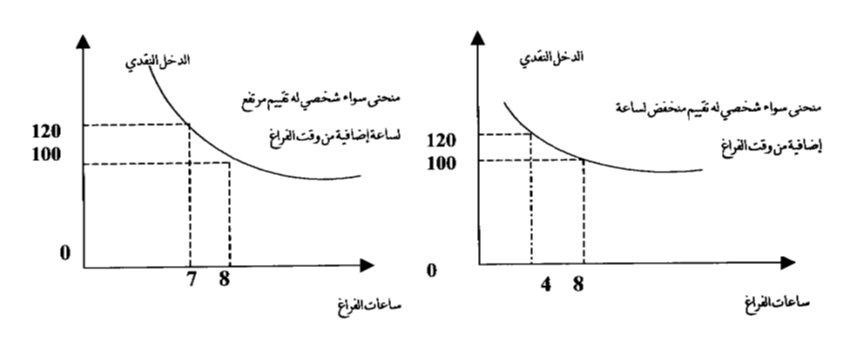 الدخل النقدي
منحنى سواء شخصي له تقييم مرتفع
لساعة إضافية من وقت الفراغ
120
100
0
7 8
ساعات الفراغ
الدخل النقدي
منحنى سواء شخصي له تقييم منخفض لساعة
إضافية من وقت الفراغ
120
100
0
4 8
ساعات الفراغ